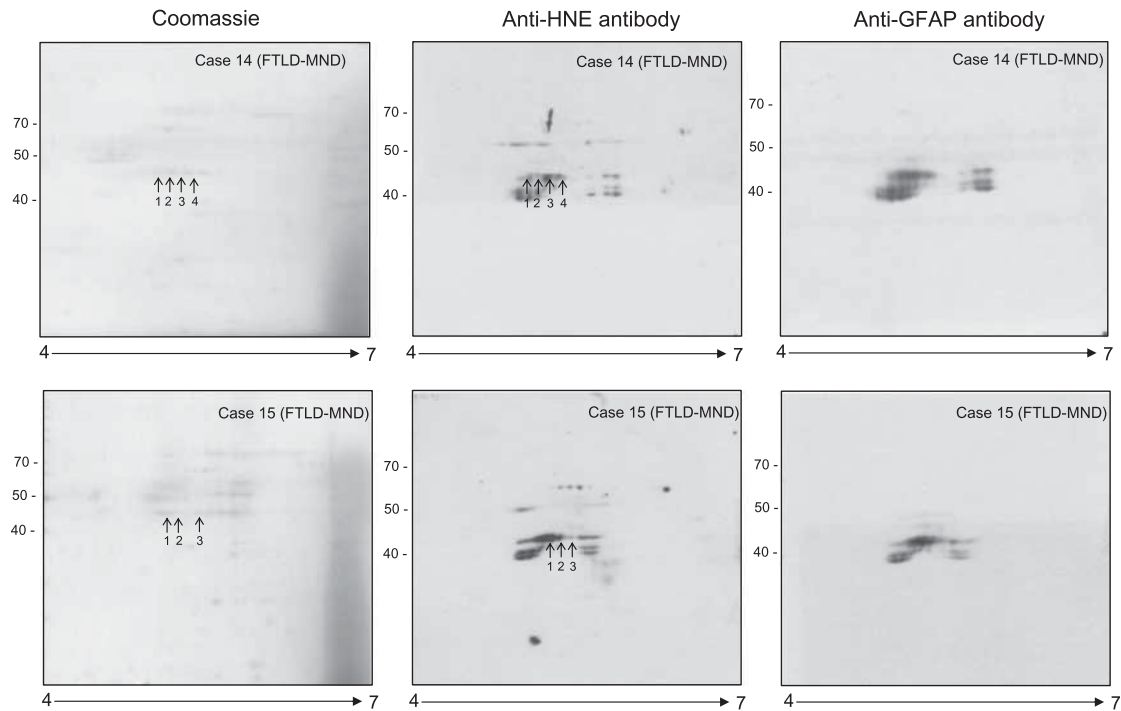 Coomassie
Anti-HNE antibody
Anti-GFAP antibody
Case 14 (FTLD-MND)
70 -
50 -
40 -
1 2 3 4
4 7
Case 14 (FTLD-MND)
70 -
50 -
40 -
1 2 3 4
4 7
Case 14 (FTLD-MND)
70 -
50 -
40 -
4 7
Case 15 (FTLD-MND)
70 -
50 -
40 -
1 2 3
4 7
Case 15 (FTLD-MND)
70 -
50 -
40 -
1 2 3
4 7
Case 15 (FTLD-MND)
70 -
50 -
40 -
4 7